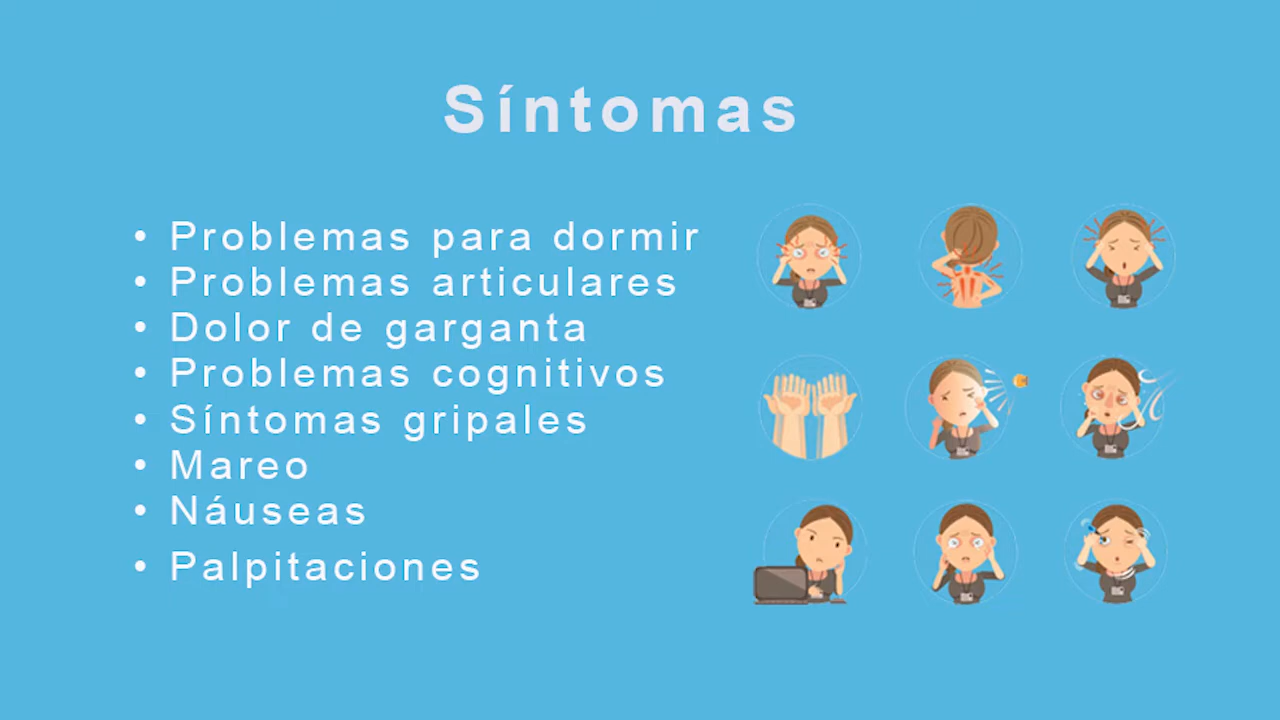 Síntomas
• Problemas para dormir
• Problemas articulares
• Dolor de garganta
• Problemas cognitivos
• Síntomas gripales
• Mareo
• Náuseas
• Palpitaciones